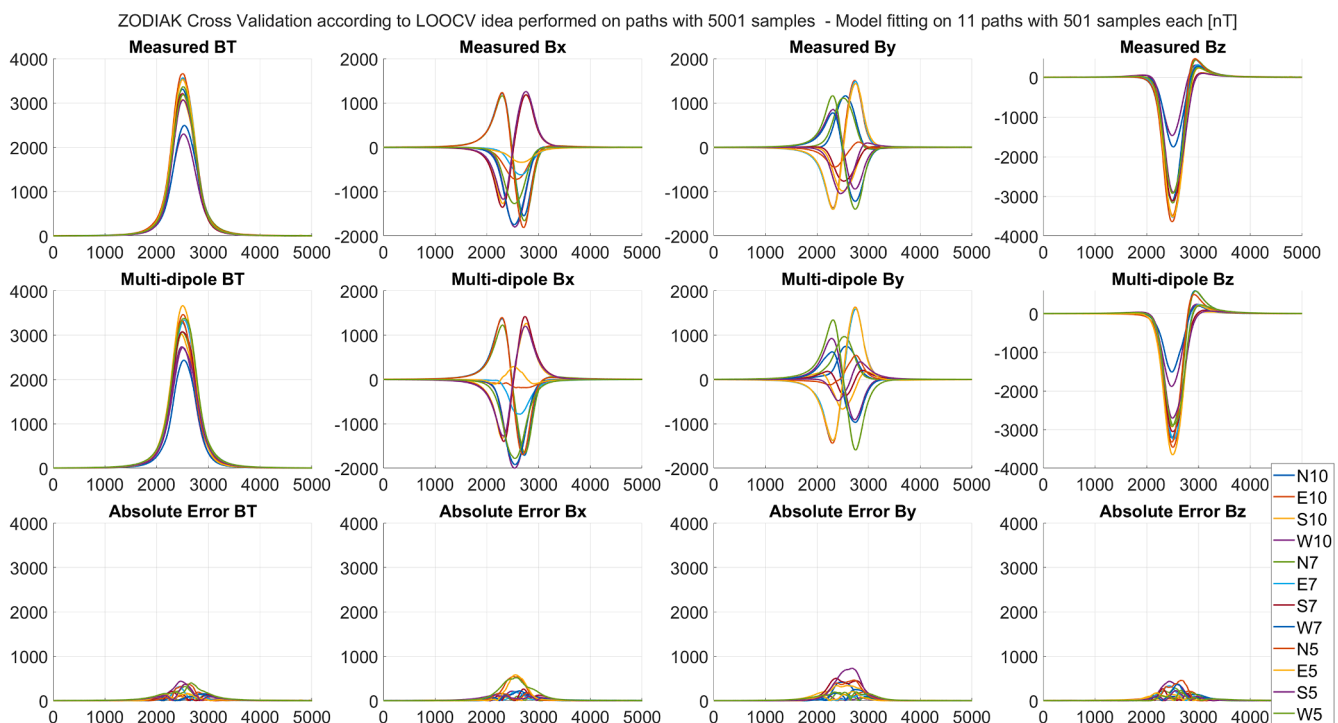 ZODIAK Cross Validation according to LOOCV idea performed on paths with 5001 samples - Model fitting on 11 paths with 501 samples each [nT]
Measured BT
Measured Bx
Measured By
Measured Bz
4000
3000
2000
1000
0
0 1000 2000 3000 4000 5000
2000
1000
0
-1000
-2000
0 1000 2000 3000 4000 5000
2000
1000
0
-1000
-2000
0 1000 2000 3000 4000 5000
0
-1000
-2000
-3000
-4000
0 1000 2000 3000 4000 5000
Multi-dipole BT
Multi-dipole Bx
Multi-dipole By
Multi-dipole Bz
4000
3000
2000
1000
0
0 1000 2000 3000 4000 5000
2000
1000
0
-1000
-2000
0 1000 2000 3000 4000 5000
2000
1000
0
-1000
-2000
0 1000 2000 3000 4000 5000
0
-1000
-2000
-3000
-4000
0 1000 2000 3000 4000
Absolute Error BT
Absolute Error Bx
Absolute Error By
Absolute Error Bz
4000
3000
2000
1000
0
0 1000 2000 3000 4000 5000
4000
3000
2000
1000
0
0 1000 2000 3000 4000 5000
4000
3000
2000
1000
0
0 1000 2000 3000 4000 5000
4000
3000
2000
1000
0
0 1000 2000 3000 4000
N10
E10
S10
W10
N7
E7
S7
W7
N5
E5
S5
W5